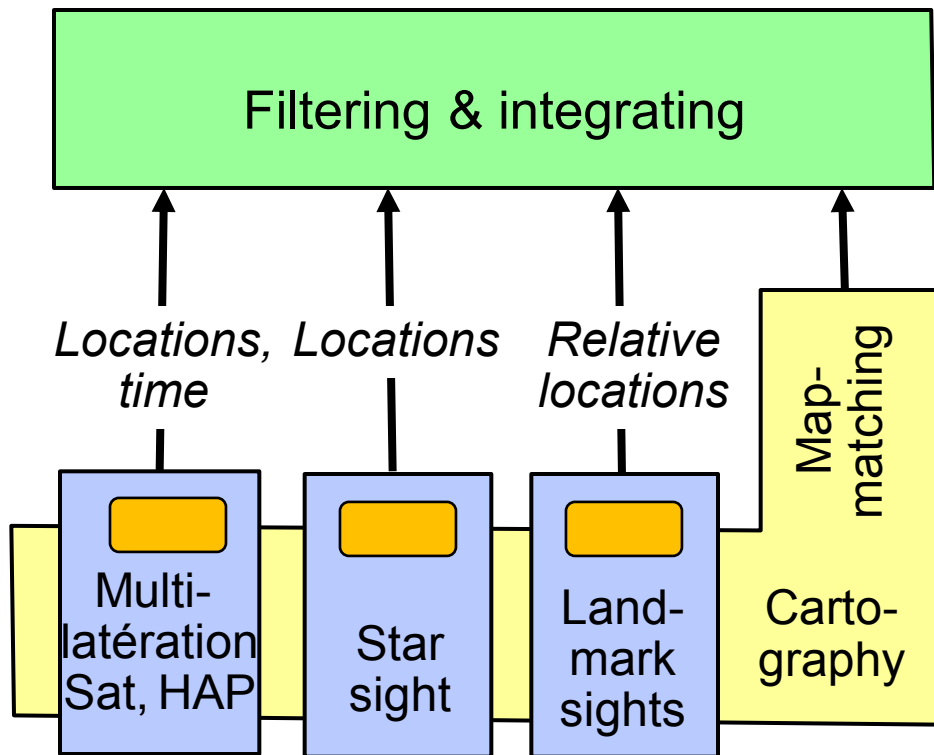 Filtering & integrating
Locations,
time
Locations
Relative
locations
Map-
matching
Multi-
latération
Sat, HAP
Star
sight
Land-
mark
sights
Carto-
graphy